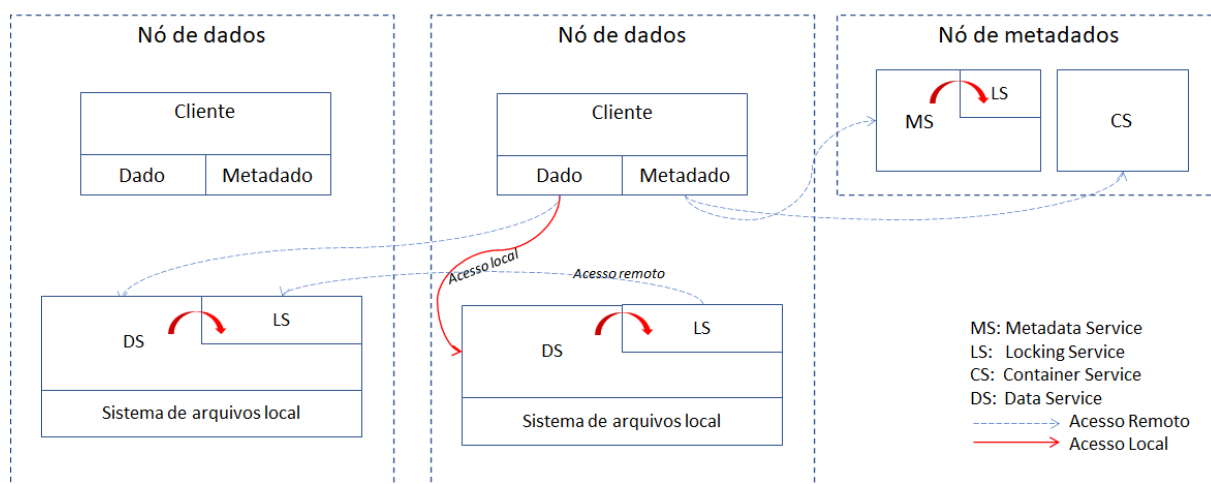 Nó de dados
Cliente
Dado
Metadado
DS
LS
Sistema de arquivos local
Nó de dados
Cliente
Dado
Metadado
Acesso local
Acesso remoto
DS
LS
Sistema de arquivos local
Nó de metadados
MS
LS
CS
MS: Metadata Service
LS: Locking Service
CS: Container Service
DS: Data Service
Acesso Remoto
Acesso Local